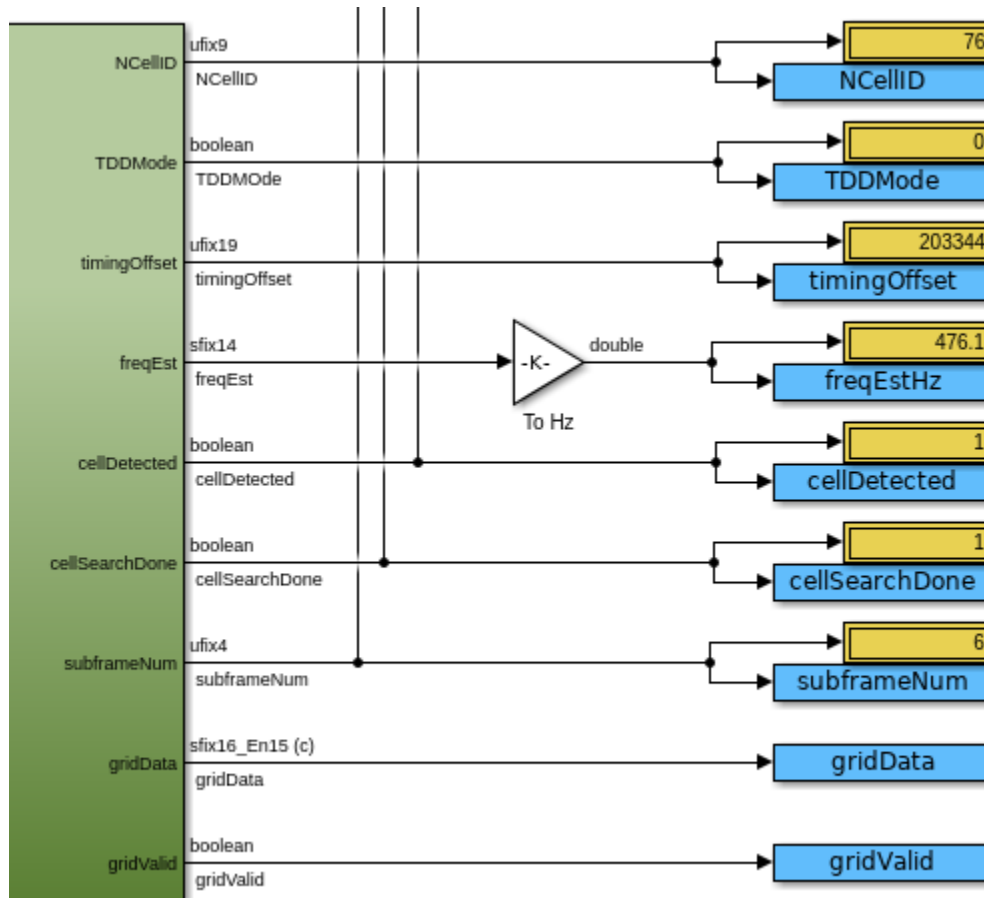 ufix9
76
NCellID
NCellID
NCellID
boolean
0
TDDMode
TDDMOde
TDDMode
ufix19
203344
timingOffset
timingOffset
timingOffset
sfix14
double
476.1
freqEst
-K-
freqEst
freqEstHz
To Hz
boolean
1
cellDetected
cellDetected
cellDetected
boolean
1
cellSearchDone
cellSearchDone
cellSearchDone
ufix4
6
subframeNum
subframeNum
subframeNum
sfix16_En15 (c)
gridData
gridData
gridData
boolean
gridValid
gridValid
gridValid